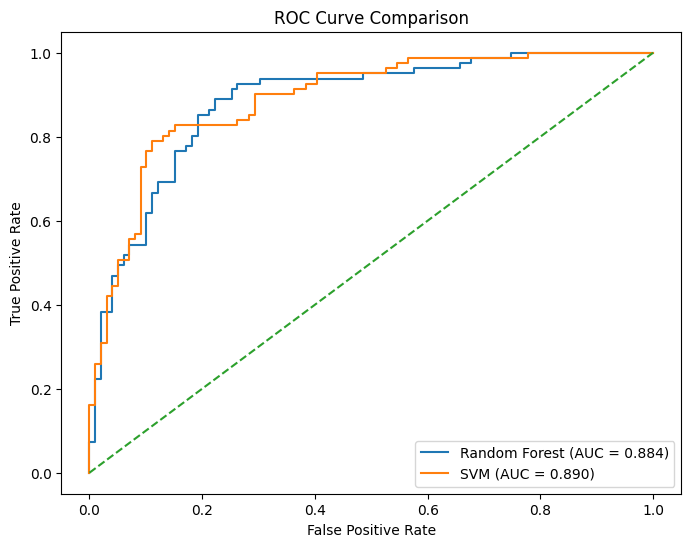 ROC Curve Comparison
True Positive Rate
1.0
0.8
0.6
0.4
0.2
0.0
Random Forest (AUC = 0.884)
SVM (AUC = 0.890)
0.0 0.2 0.4 0.6 0.8 1.0
False Positive Rate